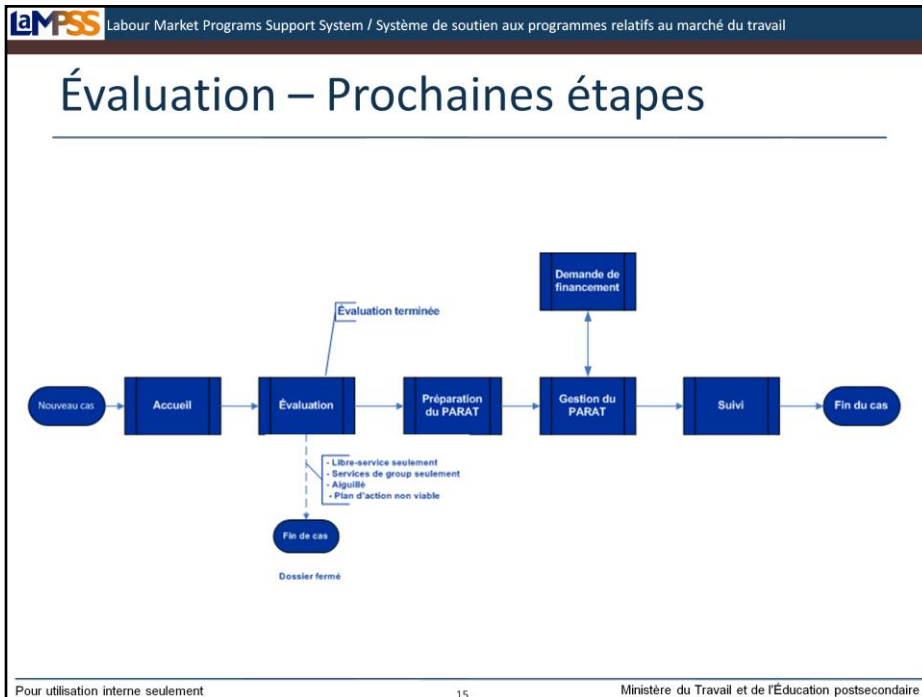 LaMPSS Labour Market Programs Support System / Système de soutien aux programmes relatifs au marché du travail
Évaluation – Prochaines étapes
Demande de
financement
Évaluation terminée
Nouveau cas
Accueil
Évaluation
Préparation
du PARAT
Gestion du
PARAT
Suivi
Fin du cas
- Libre-service seulement
- Services de group seulement
- Aiguillé
- Plan d'action non viable
Fin de cas
Dossier fermé
Pour utilisation interne seulement
15
Ministère du Travail et de l'Éducation postsecondaire